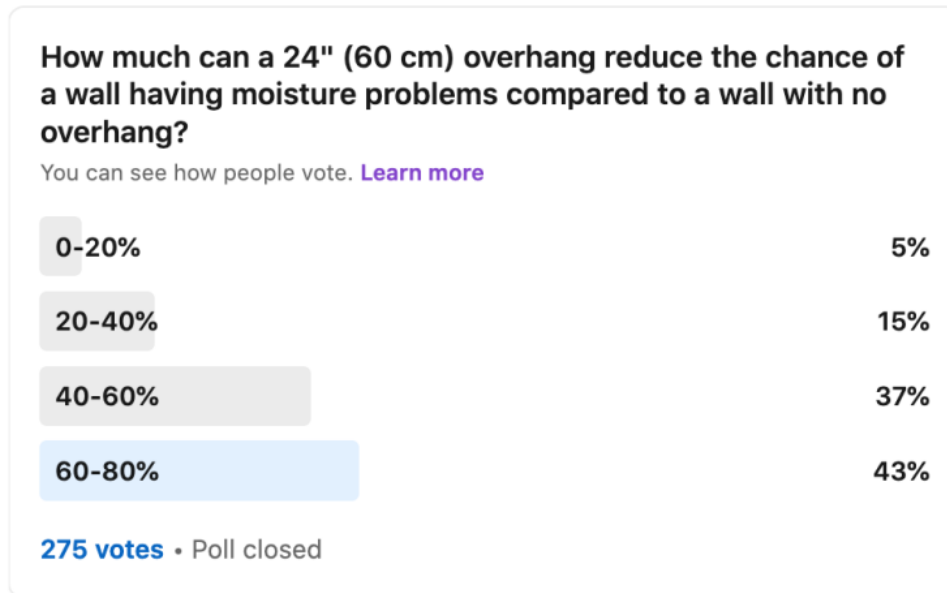 How much can a 24" (60 cm) overhang reduce the chance of
a wall having moisture problems compared to a wall with no
overhang?
You can see how people vote. Learn more
0-20% 5%
20-40% 15%
40-60% 37%
60-80% 43%
275 votes • Poll closed